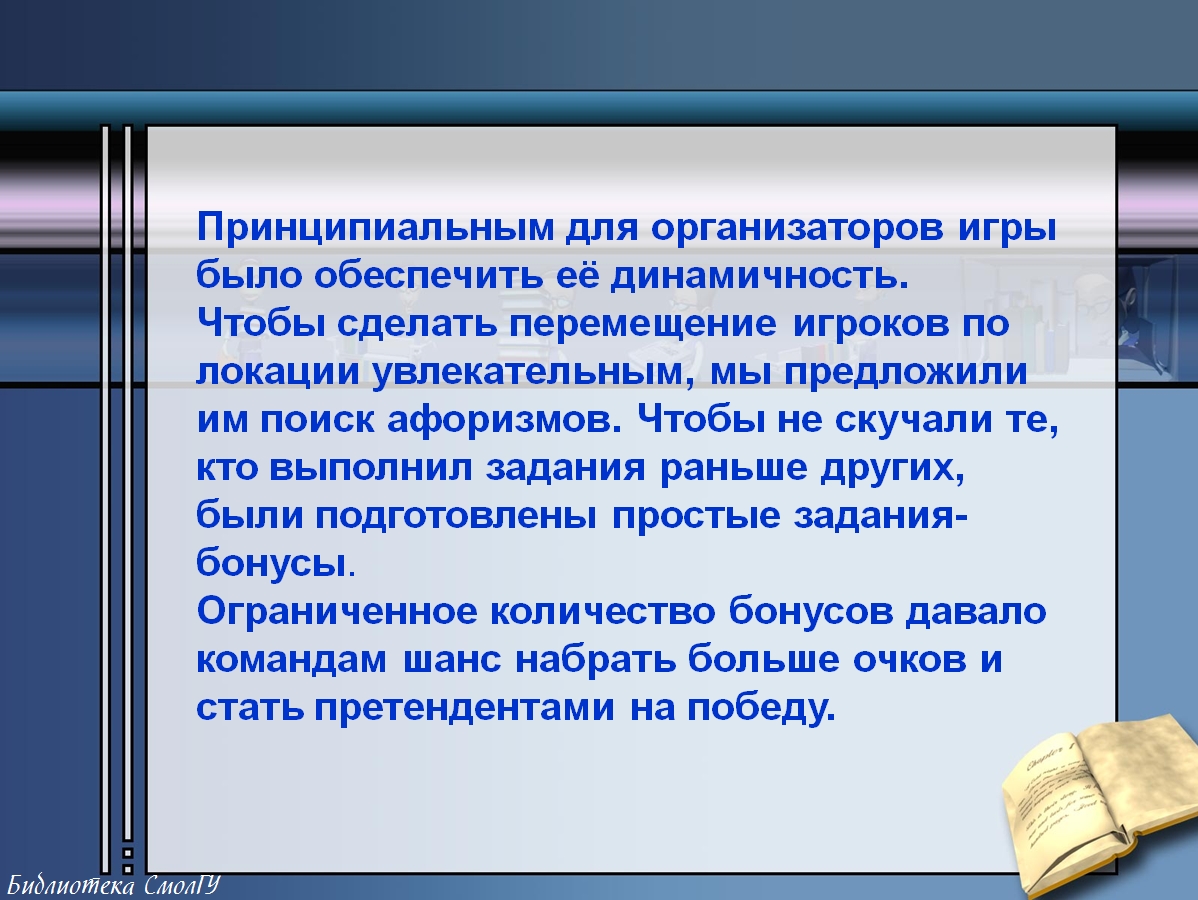 Принципиальным для организаторов игры
было обеспечить её динамичность.
Чтобы сделать перемещение игроков по
локации увлекательным, мы предложили
им поиск афоризмов. Чтобы не скучали те,
кто выполнил задания раньше других,
были подготовлены простые задания-
бонусы.
Ограниченное количество бонусов давало
командам шанс набрать больше очков и
стать претендентами на победу.
Chapter 1
Библиотека СмолГУ